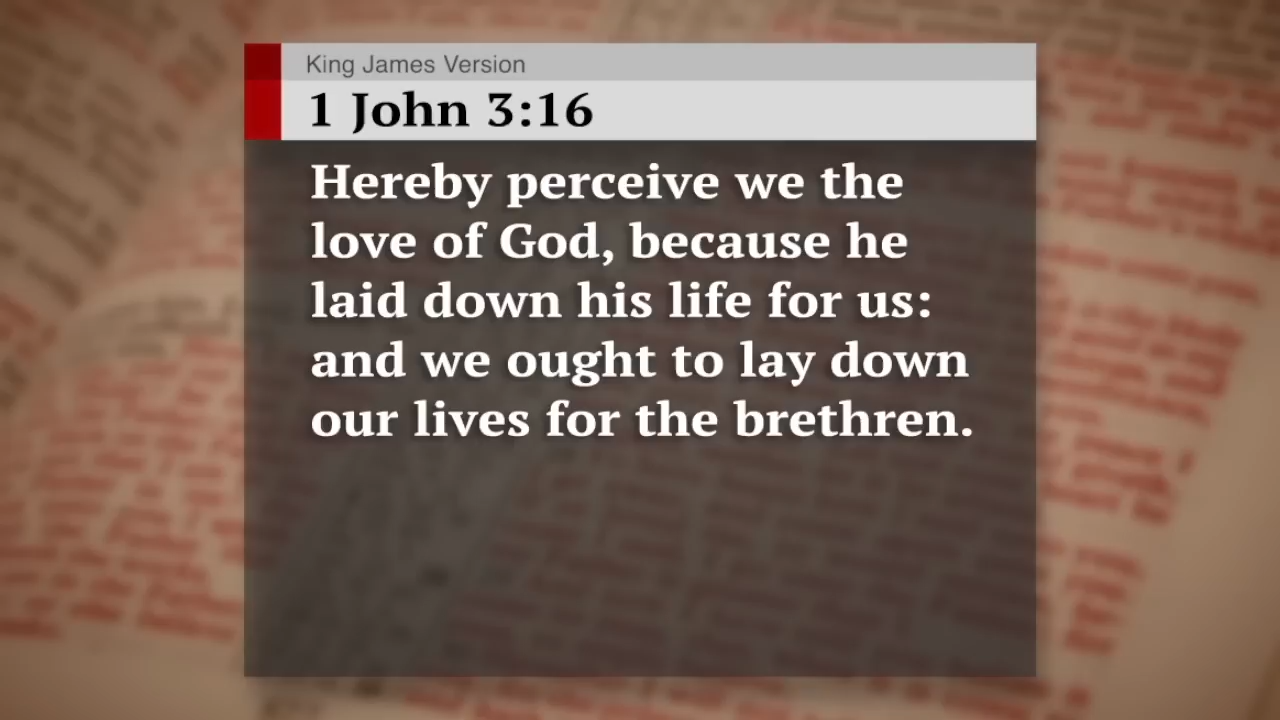 King James Version
1 John 3:16
Hereby perceive we the
love of God, because he
laid down his life for us:
and we ought to lay down
our lives for the brethren.